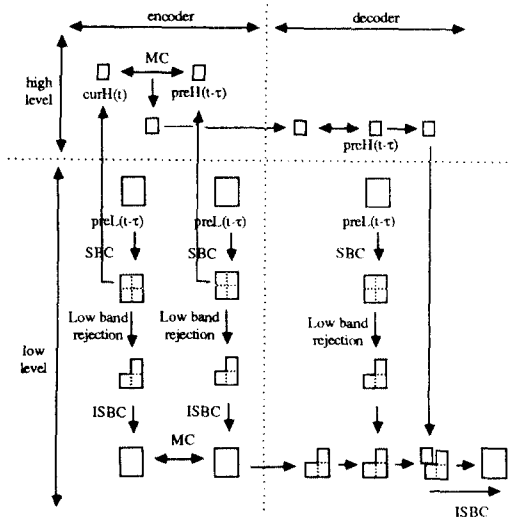 encoder
decoder
MC
high
level
curH(t)
preH(t-τ)
preH(t-τ)
preL(t-τ)
preL(t-τ)
preL(t-τ)
SBC
SBC
SBC
Low band
rejection
Low band
rejection
Low band
rejection
low
level
ISBC
ISBC
MC
ISBC